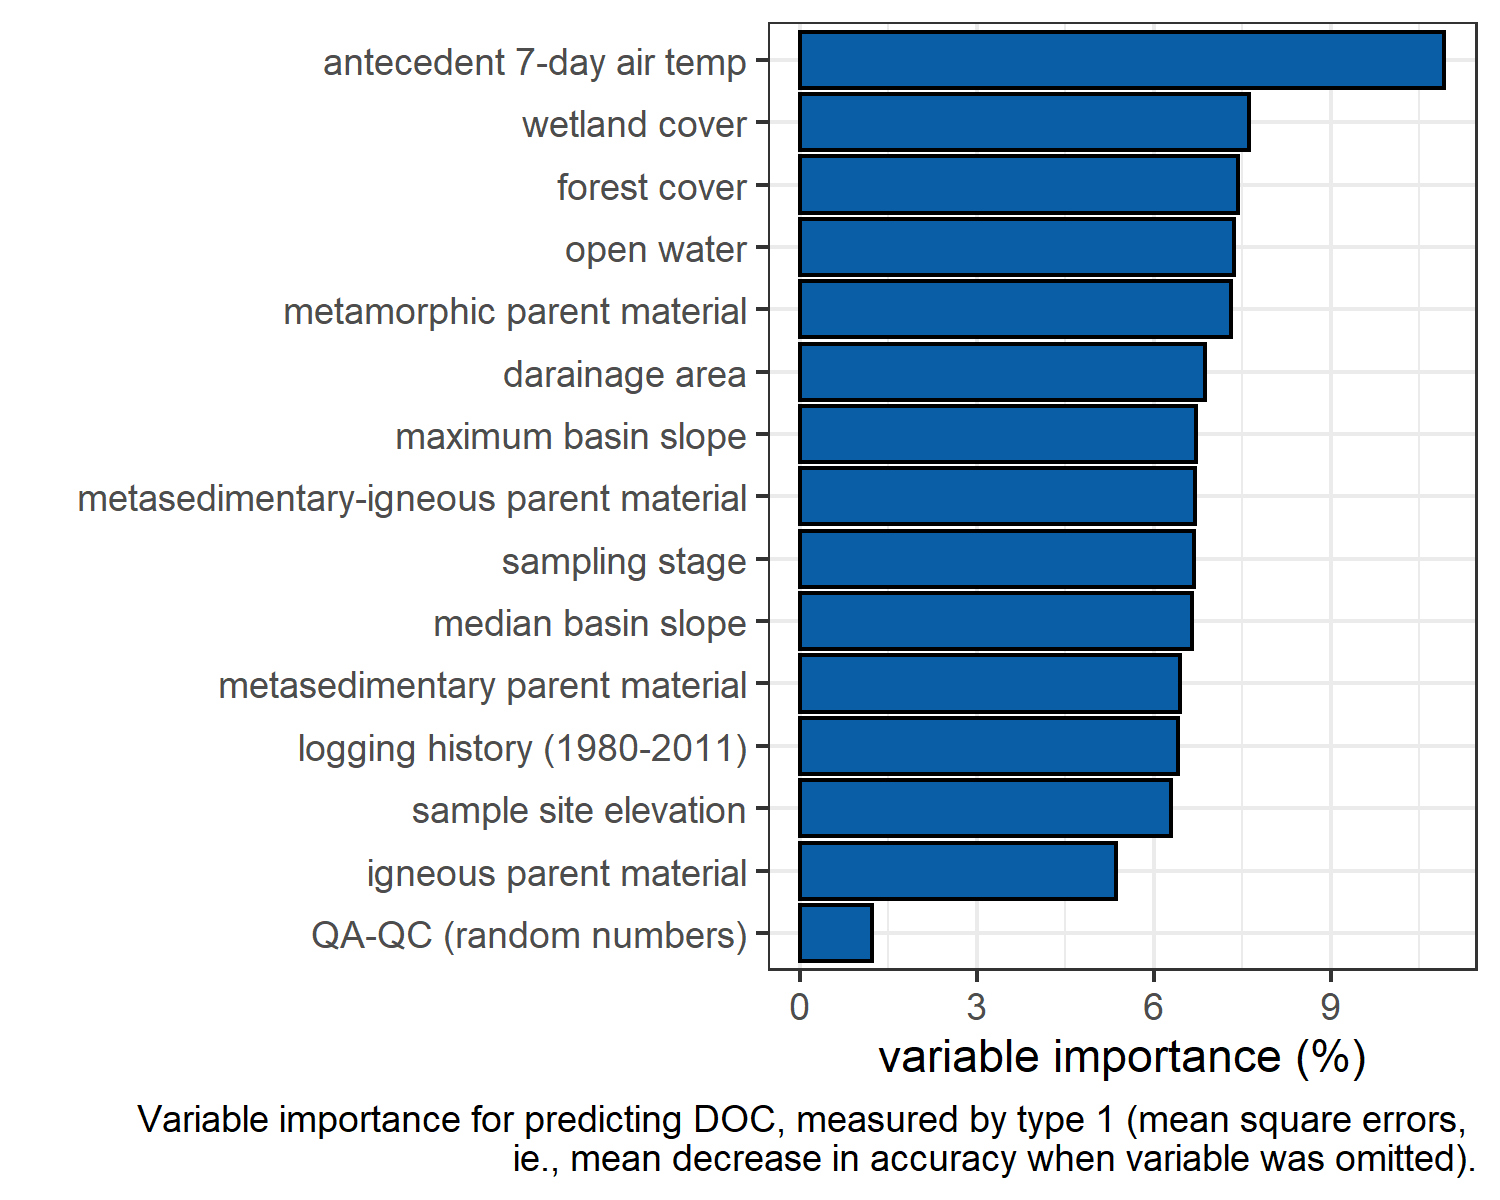 antecedent 7-day air temp
wetland cover
forest cover
open water
metamorphic parent material
darainage area
maximum basin slope
metasedimentary-igneous parent material
sampling stage
median basin slope
metasedimentary parent material
logging history (1980-2011)
sample site elevation
igneous parent material
QA-QC (random numbers)
0 3 6 9
variable importance (%)
Variable importance for predicting DOC, measured by type 1 (mean square errors,
ie., mean decrease in accuracy when variable was omitted).